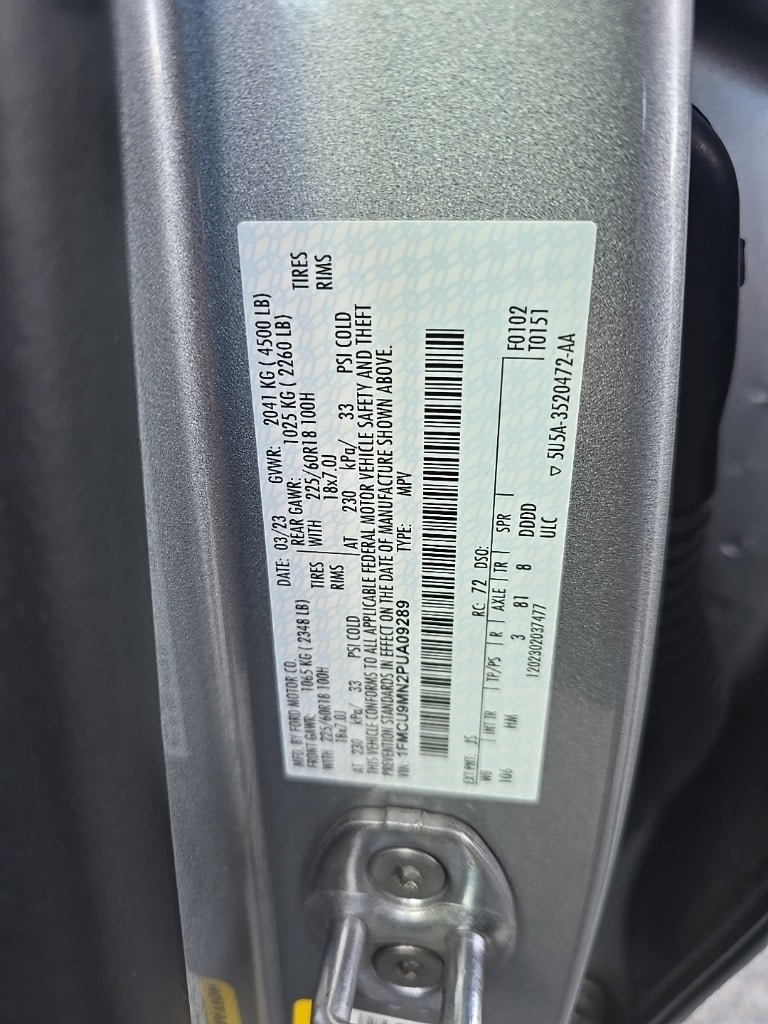 MFD. BY FORD MOTOR CO. DATE: 03/23 GVWR: 2041 KG ( 4500 LB)
FRONT GAWR: 1065 KG ( 2348 LB) REAR GAWR: 1025 KG ( 2260 LB)
WITH 225/60R18 100H TIRES WITH 225/60R18 100H TIRES
18x7.0J RIMS 18x7.0J RIMS
AT 230 kPa/ 33 PSI COLD AT 230 kPa/ 33 PSI COLD
THIS VEHICLE CONFORMS TO ALL APPLICABLE FEDERAL MOTOR VEHICLE SAFETY AND THEFT
PREVENTION STANDARDS IN EFFECT ON THE DATE OF MANUFACTURE SHOWN ABOVE.
VIN: 1FMCU9MN2PUA09289 TYPE: MPV
EXT PNT: JS RC: 72 DSO: F0102
WB INT TR TP/PS R AXLE TR SPR T0151
106 HM 3 81 8 DDDD
1202302037477 ULC
▽ 5U5A-3520472-AA